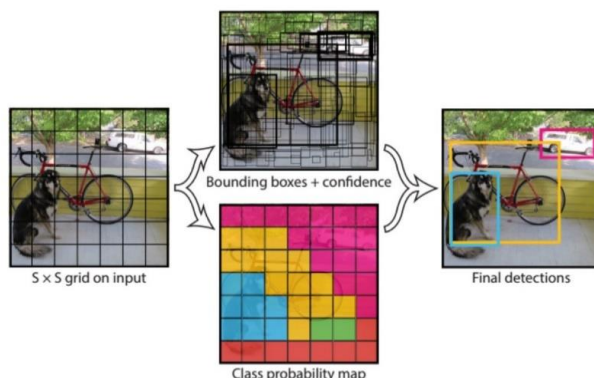 Bounding boxes + confidence
S × S grid on input
Final detections
Class probability map